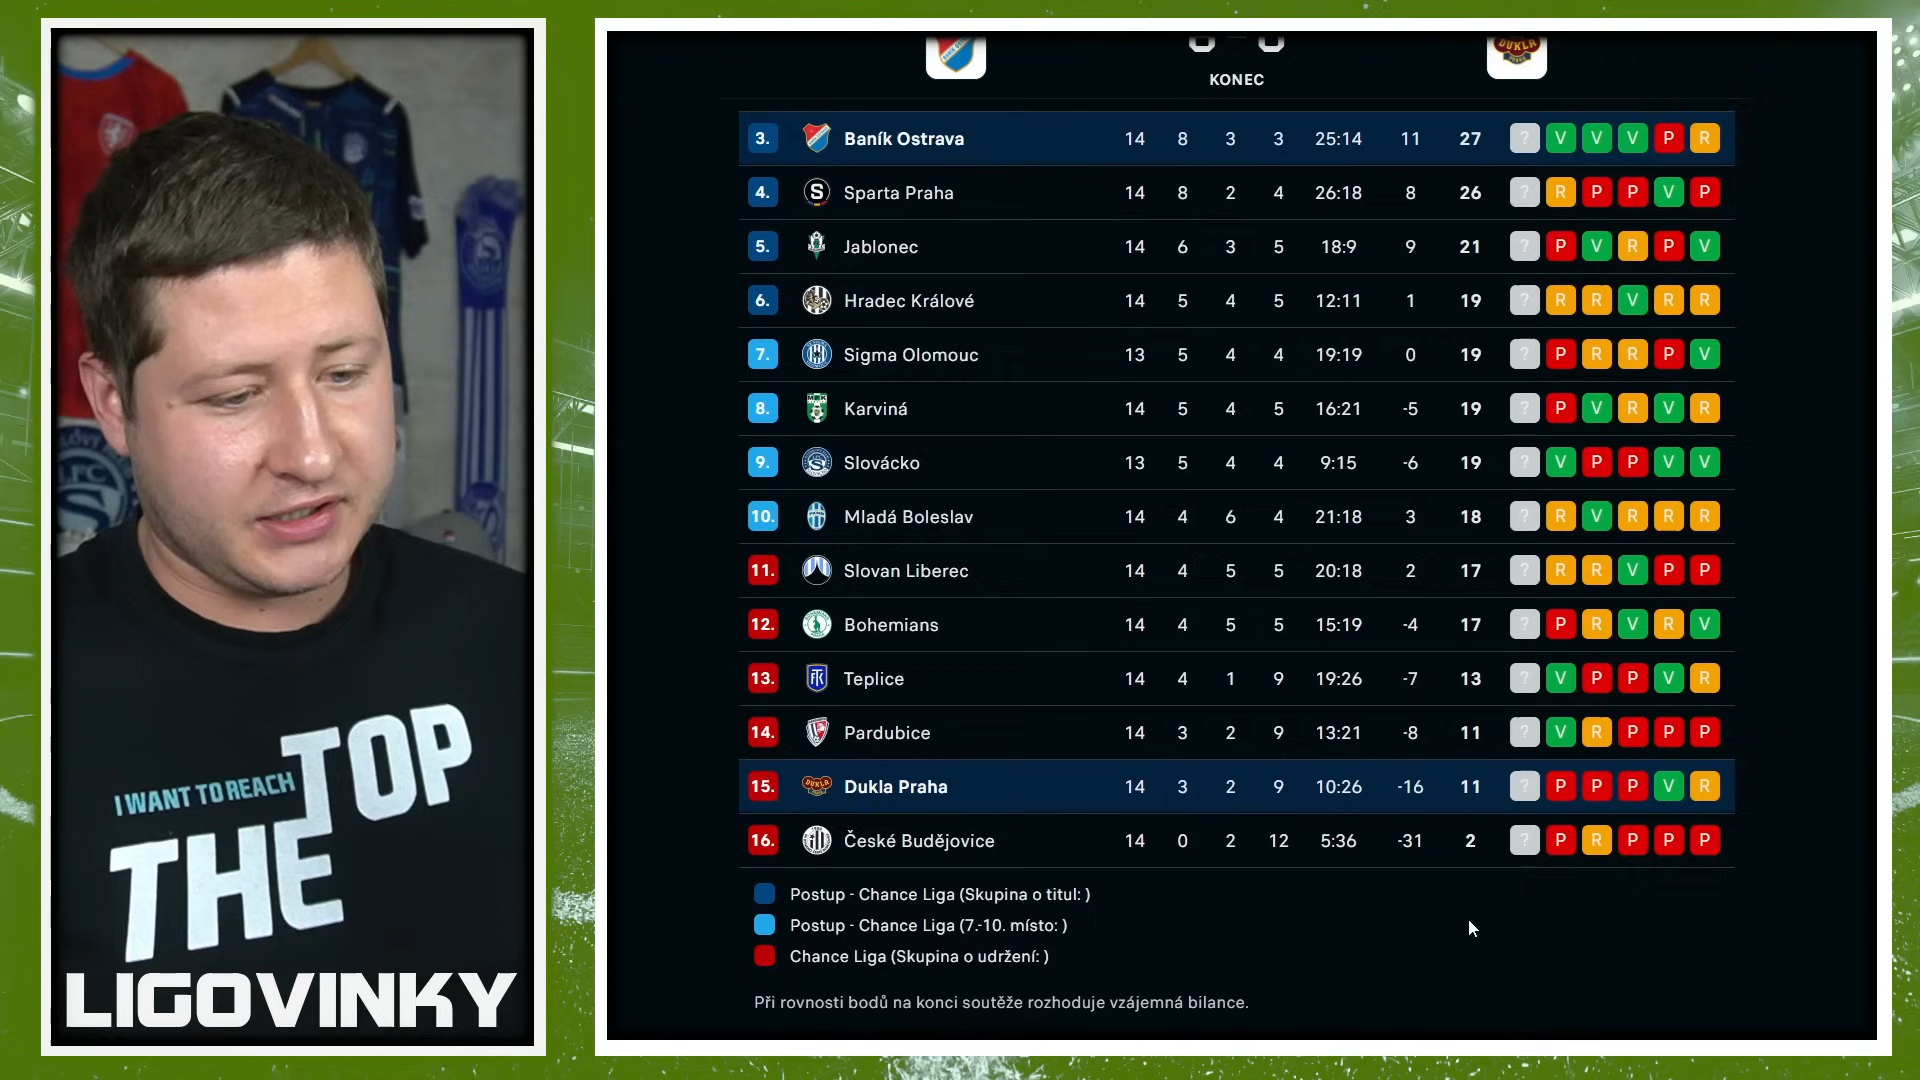 I WANT TO REACH
THE TOP
LIGOVINKY
KONEC
3. Baník Ostrava 14 8 3 3 25:14 11 27 ? V V V P R
4. Sparta Praha 14 8 2 4 26:18 8 26 ? R P P V P
5. Jablonec 14 6 3 5 18:9 9 21 ? P V R P V
6. Hradec Králové 14 5 4 5 12:11 1 19 ? R R V R R
7. Sigma Olomouc 13 5 4 4 19:19 0 19 ? P R R P V
8. Karviná 14 5 4 5 16:21 -5 19 ? P V R V R
9. Slovácko 13 5 4 4 9:15 -6 19 ? V P P V V
10. Mladá Boleslav 14 4 6 4 21:18 3 18 ? R V R R R
11. Slovan Liberec 14 4 5 5 20:18 2 17 ? R R V P P
12. Bohemians 14 4 5 5 15:19 -4 17 ? P R V R V
13. Teplice 14 4 1 9 19:26 -7 13 ? V P P V R
14. Pardubice 14 3 2 9 13:21 -8 11 ? V R P P P
15. Dukla Praha 14 3 2 9 10:26 -16 11 ? P P P V R
16. České Budějovice 14 0 2 12 5:36 -31 2 ? P R P P P
Postup - Chance Liga (Skupina o titul: )
Postup - Chance Liga (7.-10. místo: )
Chance Liga (Skupina o udržení: )
Při rovnosti bodů na konci soutěže rozhoduje vzájemná bilance.